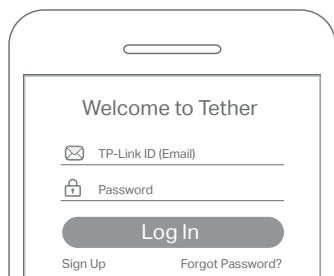 Welcome to Tether
TP-Link ID (Email)
Password
Log In
Sign Up Forgot Password?